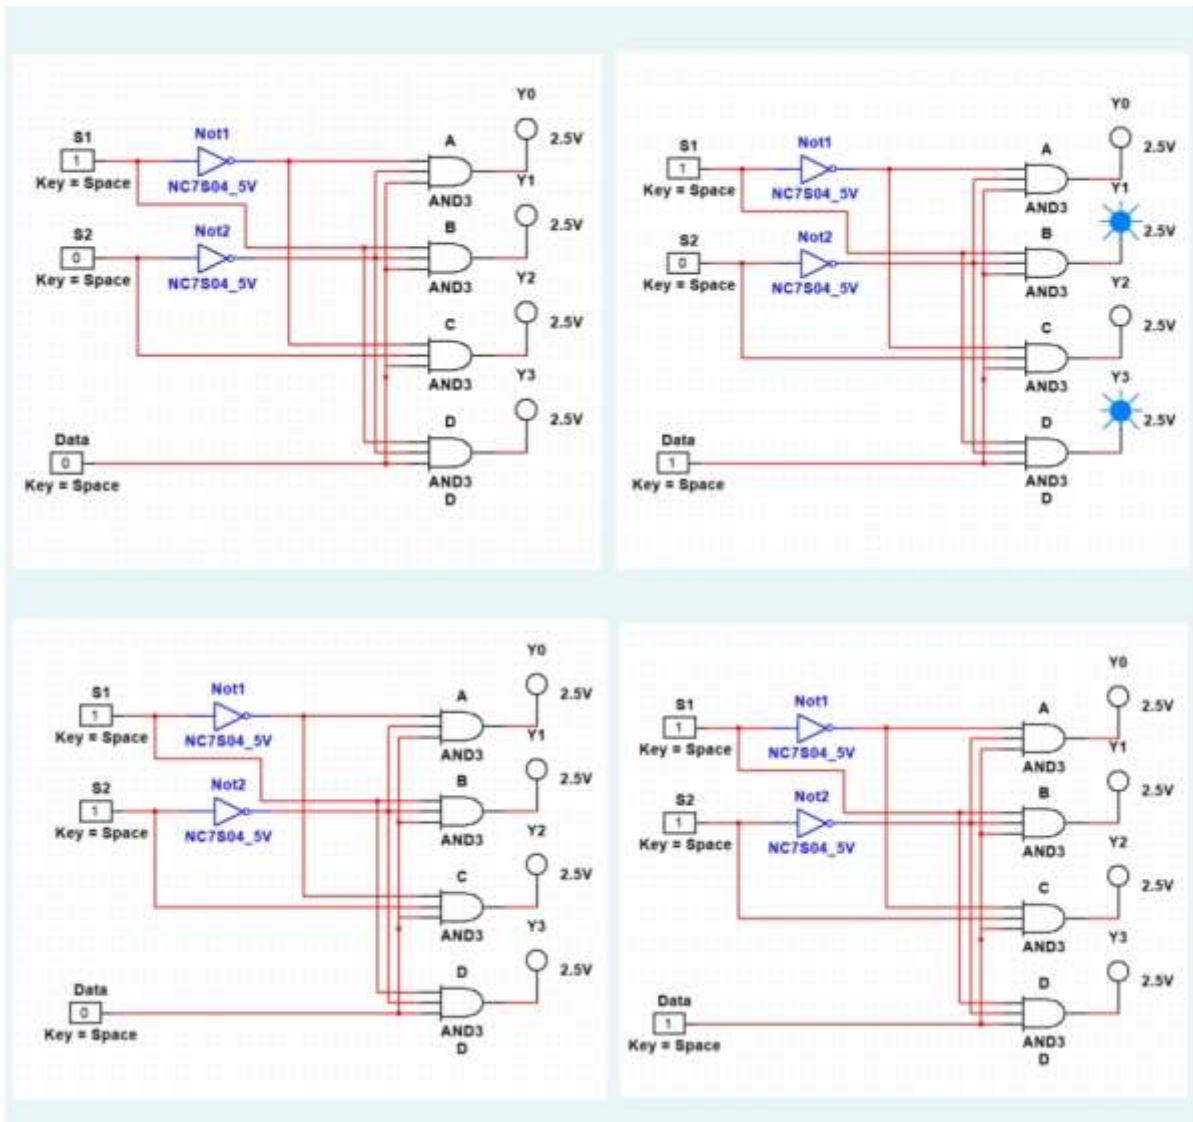 Y0
2.5V
S1
Not1
A
1
Key = Space
NC7S04_5V
Y1
AND3
2.5V
S2
Not2
B
0
Key = Space
NC7S04_5V
Y2
AND3
2.5V
C
Y3
AND3
2.5V
Data
D
0
Key = Space
AND3
D
Y0
2.5V
S1
Not1
A
1
Key = Space
NC7S04_5V
Y1
AND3
2.5V
S2
Not2
B
0
Key = Space
NC7S04_5V
Y2
AND3
2.5V
C
Y3
AND3
2.5V
Data
D
1
Key = Space
AND3
D
Y0
2.5V
S1
Not1
A
1
Key = Space
NC7S04_5V
Y1
AND3
2.5V
S2
Not2
B
1
Key = Space
NC7S04_5V
Y2
AND3
2.5V
C
Y3
AND3
2.5V
Data
D
0
Key = Space
AND3
D
Y0
2.5V
S1
Not1
A
1
Key = Space
NC7S04_5V
Y1
AND3
2.5V
S2
Not2
B
1
Key = Space
NC7S04_5V
Y2
AND3
2.5V
C
Y3
AND3
2.5V
Data
D
1
Key = Space
AND3
D